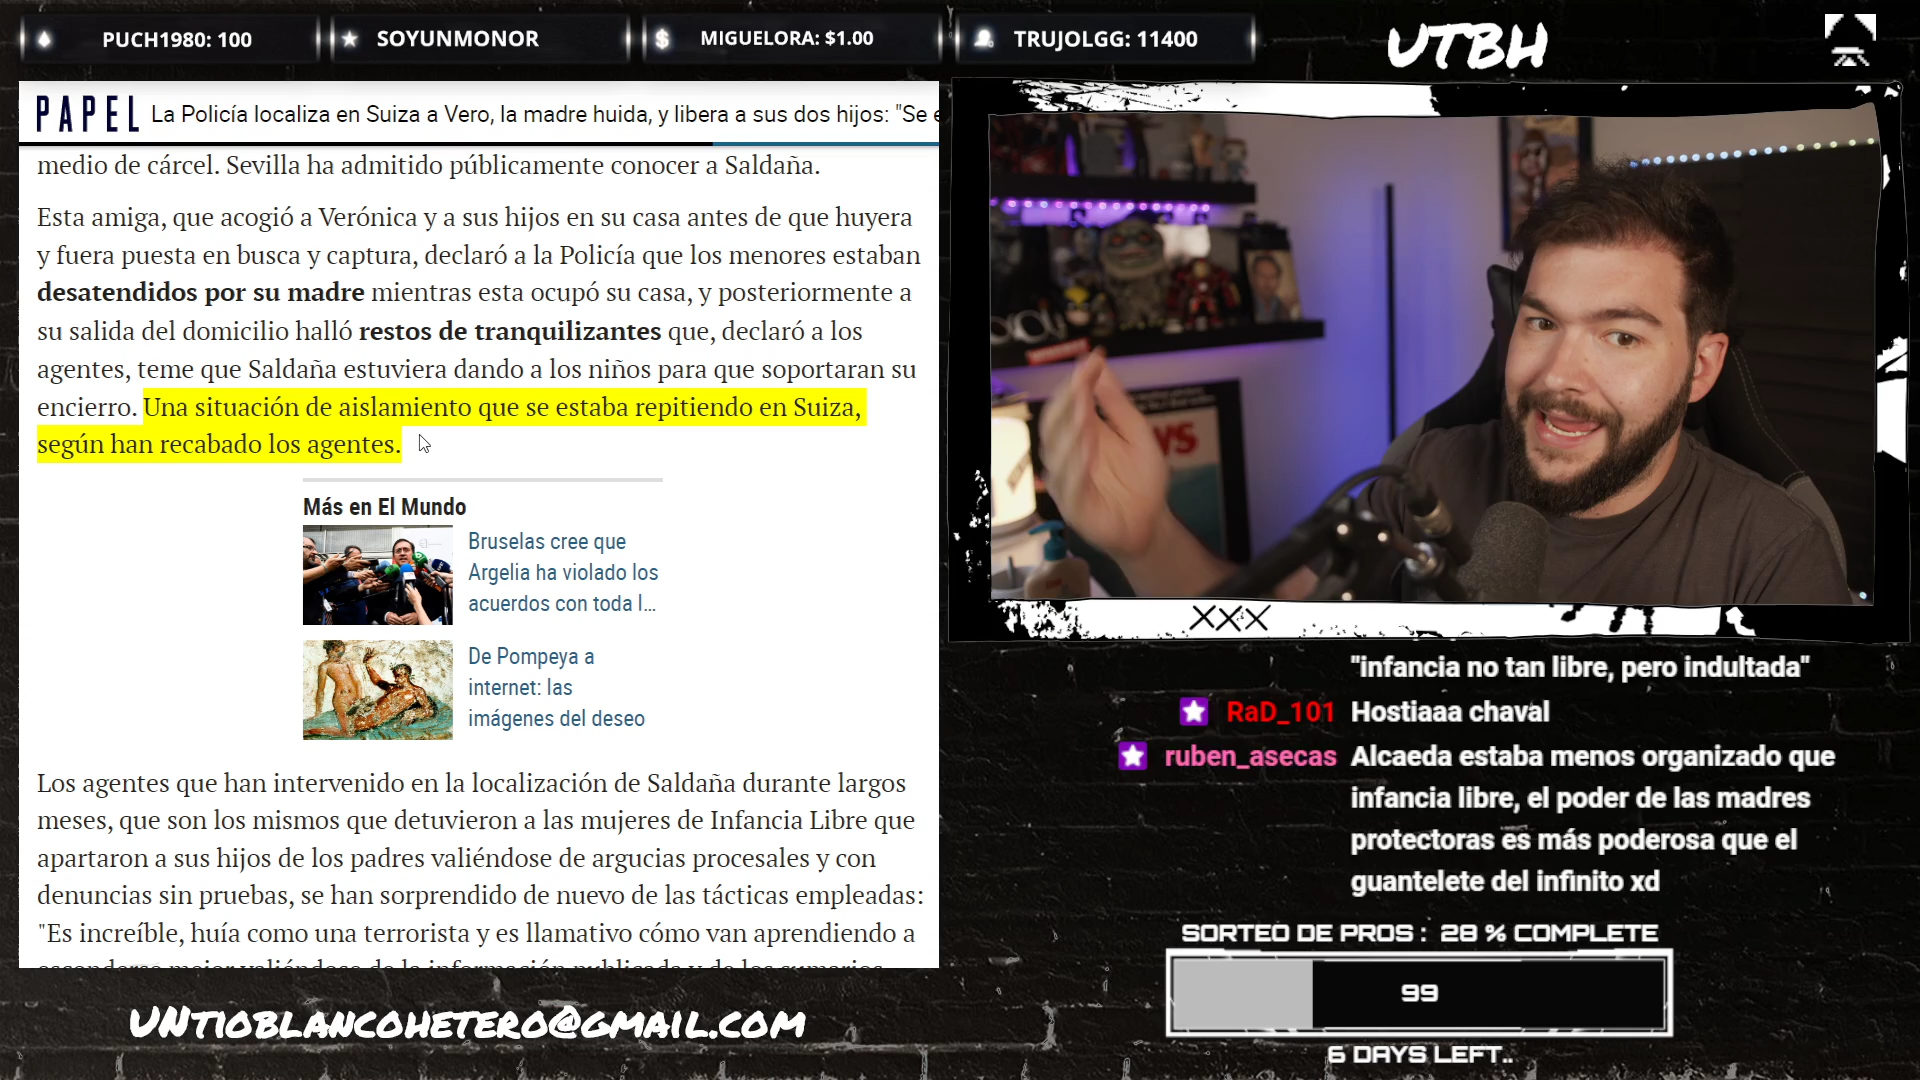 PUCH1980: 100
SOYUNMONOR
MIGUELORA: $1.00
TRUJOLGG: 11400
UTBH
PAPEL
La Policía localiza en Suiza a Vero, la madre huida, y libera a sus dos hijos: "Se e
medio de cárcel. Sevilla ha admitido públicamente conocer a Saldaña.
Esta amiga, que acogió a Verónica y a sus hijos en su casa antes de que huyera
y fuera puesta en busca y captura, declaró a la Policía que los menores estaban
desatendidos por su madre mientras esta ocupó su casa, y posteriormente a
su salida del domicilio halló restos de tranquilizantes que, declaró a los
agentes, teme que Saldaña estuviera dando a los niños para que soportaran su
encierro. Una situación de aislamiento que se estaba repitiendo en Suiza,
según han recabado los agentes.
Más en El Mundo
Bruselas cree que
Argelia ha violado los
acuerdos con toda l...
De Pompeya a
internet: las
imágenes del deseo
Los agentes que han intervenido en la localización de Saldaña durante largos
meses, que son los mismos que detuvieron a las mujeres de Infancia Libre que
apartaron a sus hijos de los padres valiéndose de argucias procesales y con
denuncias sin pruebas, se han sorprendido de nuevo de las tácticas empleadas:
"Es increíble, huía como una terrorista y es llamativo cómo van aprendiendo a
XXX
"infancia no tan libre, pero indultada"
RaD_101 Hostiaaa chaval
ruben_asecas Alcaeda estaba menos organizado que
infancia libre, el poder de las madres
protectoras es más poderosa que el
guantelete del infinito xd
SORTEO DE PROS : 28 % COMPLETE
99
6 DAYS LEFT..
UNTIOBLANCOHETERO@GMAIL.COM